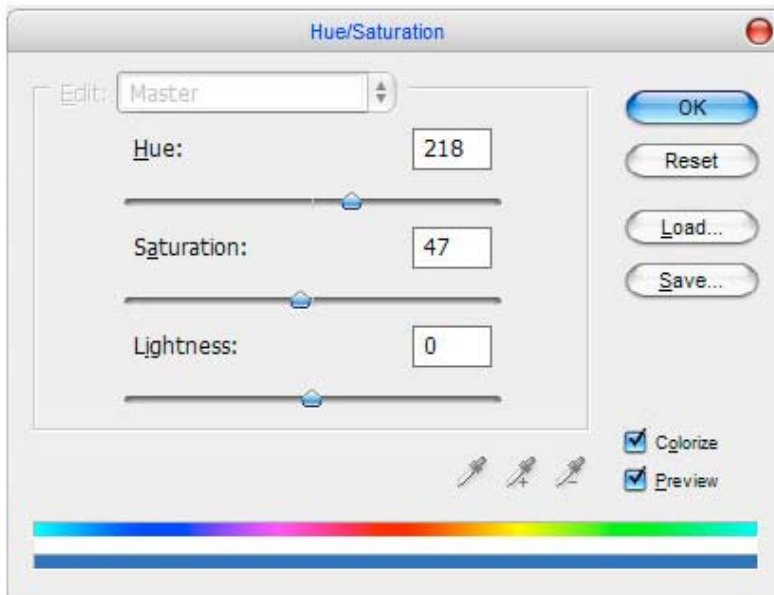 Hue/Saturation
Edit: Master
Hue: 218
Saturation: 47
Lightness: 0
OK
Reset
Load...
Save...
Colorize
Preview